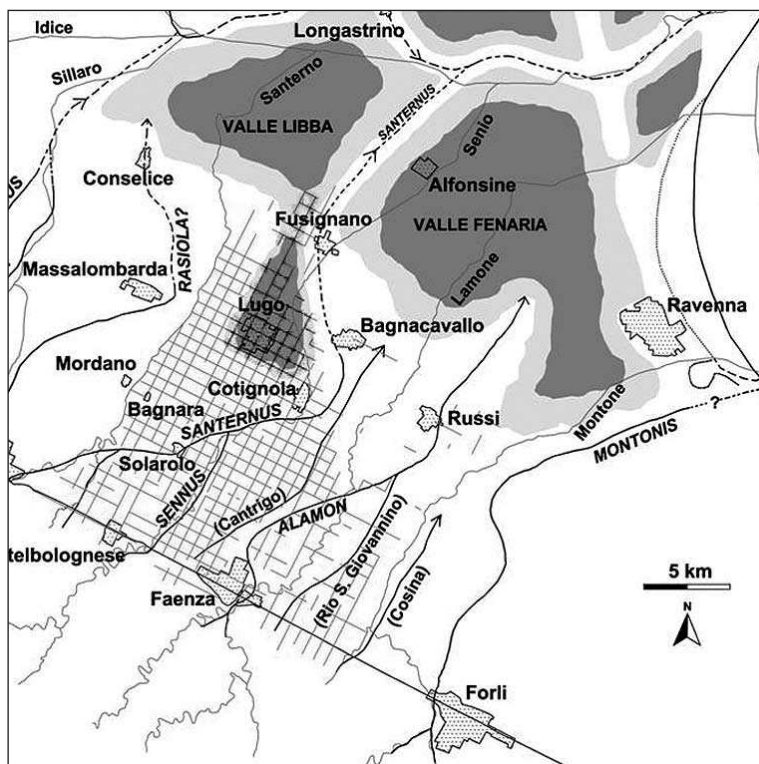 Idice
Longastrino
Sillaro
Santerno
VALLE LIBBA
SANTERNUS
Senio
Conselice
Alfonsine
US
Fusignano
VALLE FENARIA
RASIOLA?
Massalombarda
Lamone
Lugo
Ravenna
Bagnacavallo
Mordano
Cotignola
Bagnara
SANTERNUS
Russi
Montone
?
MONTONIS
Solarolo
SENNUS
(Cantrigo)
ALAMON
telbolognese
(Rio S. Giovannino)
(Cosina)
5 km
Faenza
N
Forlì